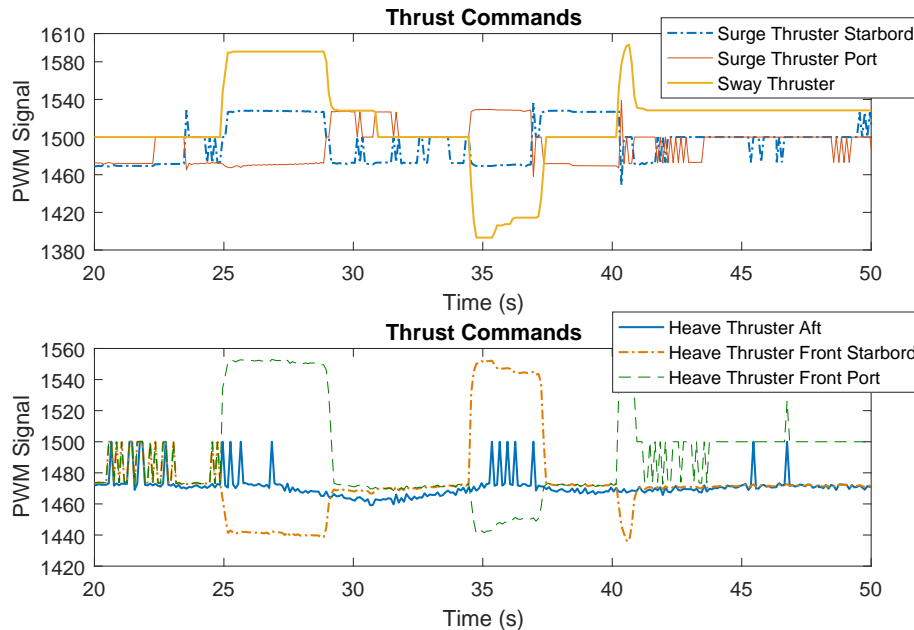 Thrust Commands
1610
1580
1540
1500
1460
1420
1380
PWM Signal
20 25 30 35 40 45 50
Time (s)
Surge Thruster Starbord
Surge Thruster Port
Sway Thruster
Thrust Commands
1560
1540
1520
1500
1480
1460
1440
1420
PWM Signal
20 25 30 35 40 45 50
Time (s)
Heave Thruster Aft
Heave Thruster Front Starbord
Heave Thruster Front Port